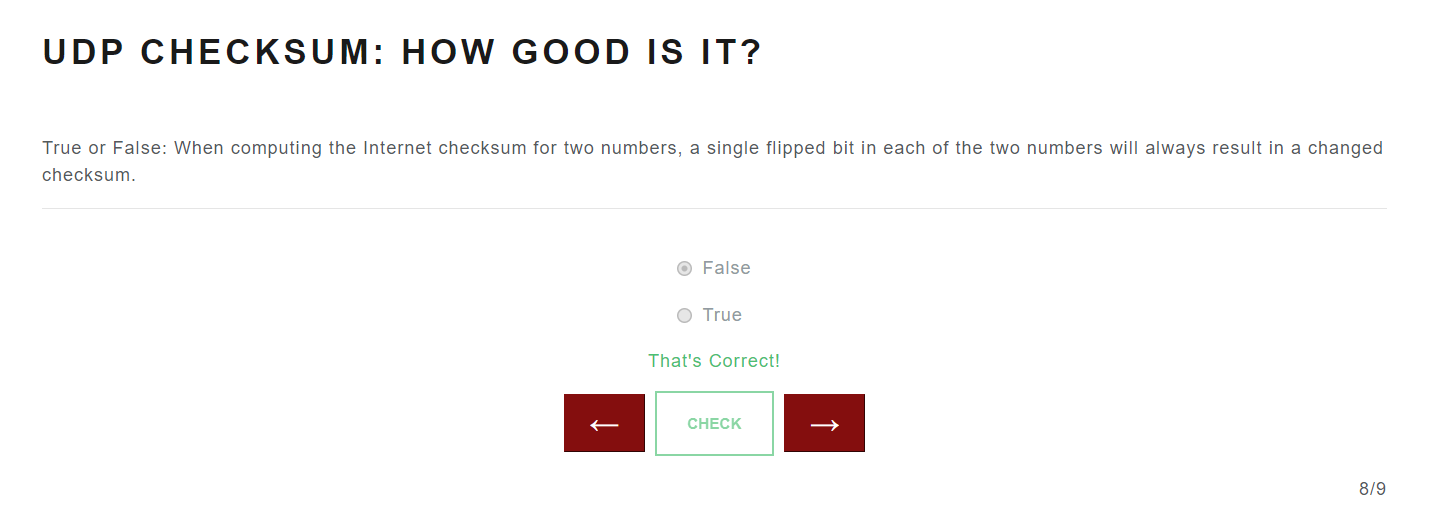 UDP CHECKSUM: HOW GOOD IS IT?
True or False: When computing the Internet checksum for two numbers, a single flipped bit in each of the two numbers will always result in a changed
checksum.
False
True
That's Correct!
← CHECK →
8/9